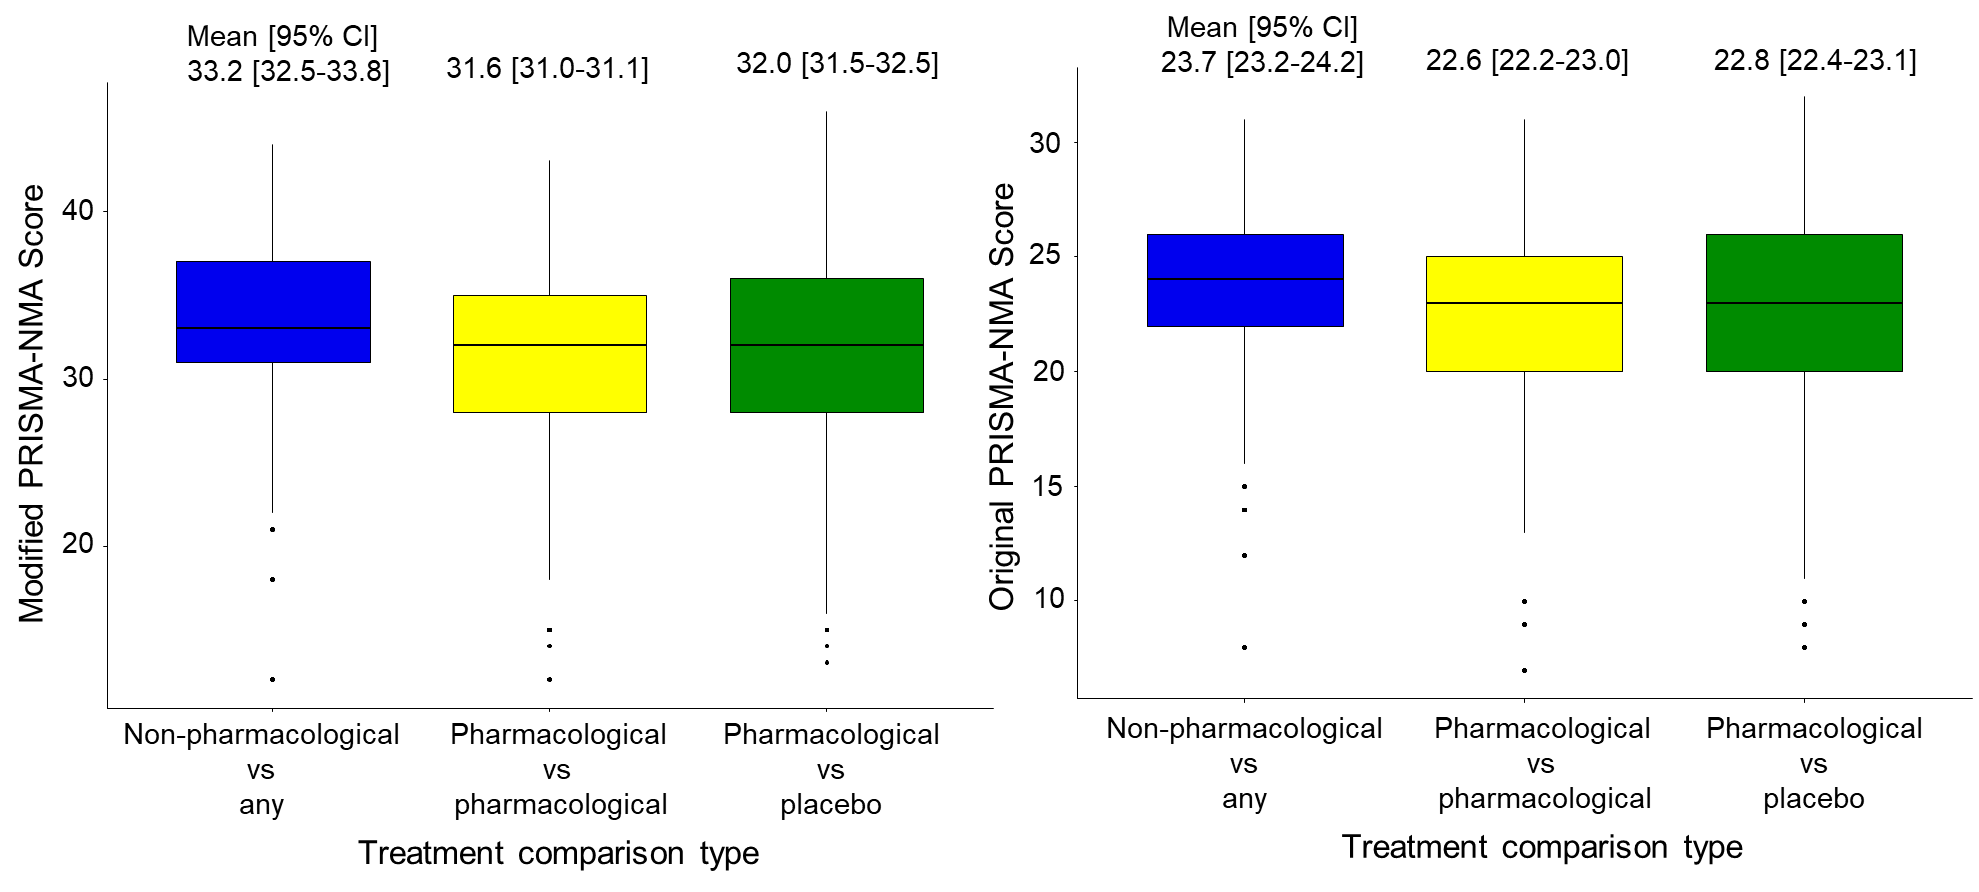 Mean [95% CI]
33.2 [32.5-33.8]
31.6 [31.0-31.1]
32.0 [31.5-32.5]
Modified PRISMA-NMA Score
40
30
20
Non-pharmacological
vs
any
Pharmacological
vs
pharmacological
Pharmacological
vs
placebo
Treatment comparison type
Mean [95% CI]
23.7 [23.2-24.2]
22.6 [22.2-23.0]
22.8 [22.4-23.1]
Original PRISMA-NMA Score
30
25
20
15
10
Non-pharmacological
vs
any
Pharmacological
vs
pharmacological
Pharmacological
vs
placebo
Treatment comparison type